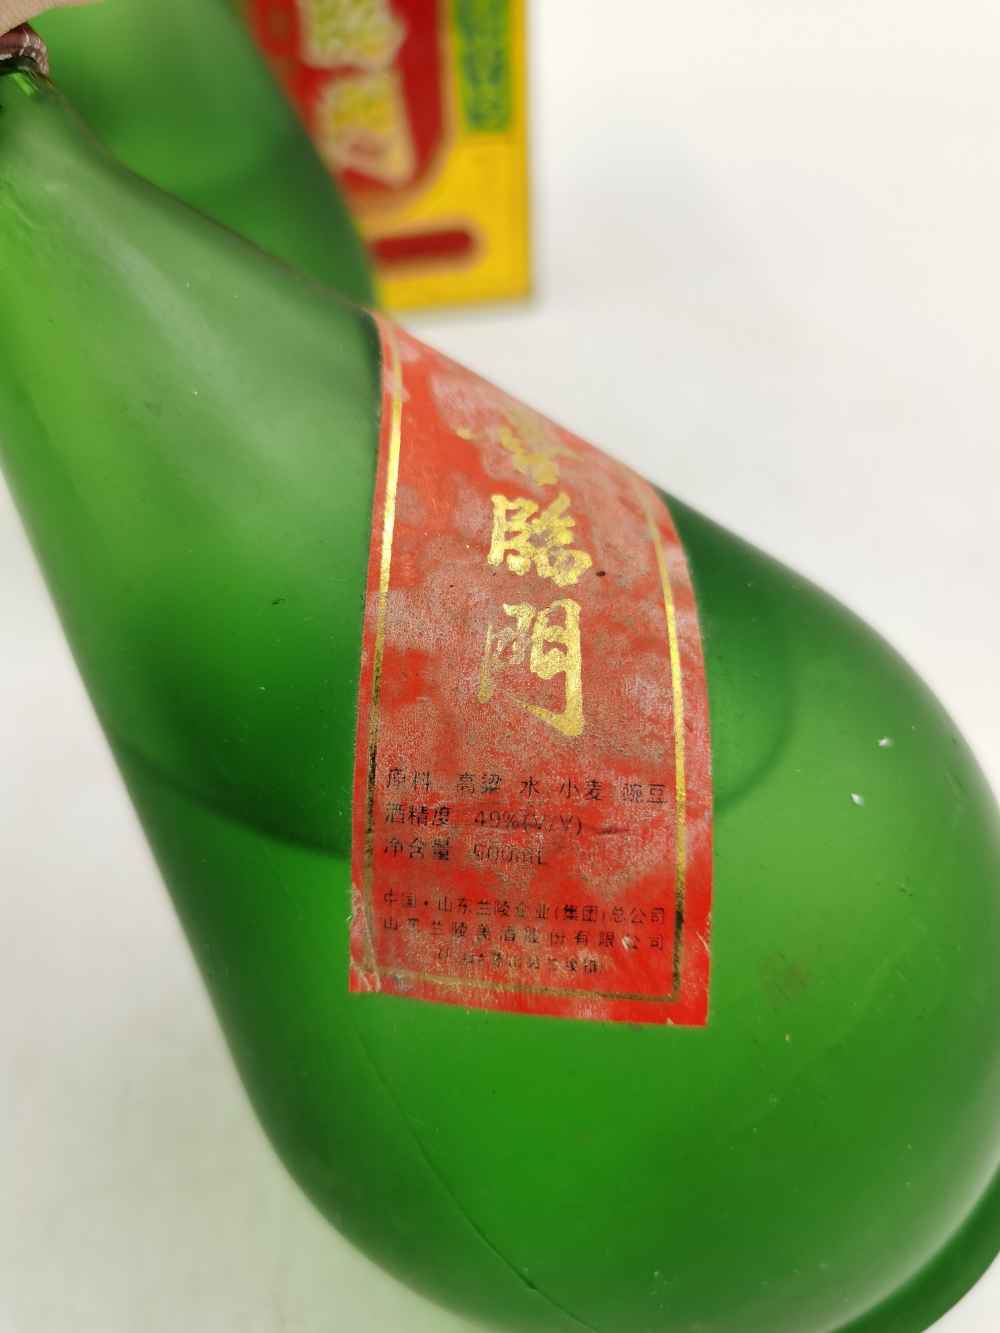 臨
門
原料 高粱 水 小麦 豌豆
酒精度 49%(V/V)
净含量 500mL
中国·山东兰陵企业(集团)总公司
山东兰陵美酒股份有限公司